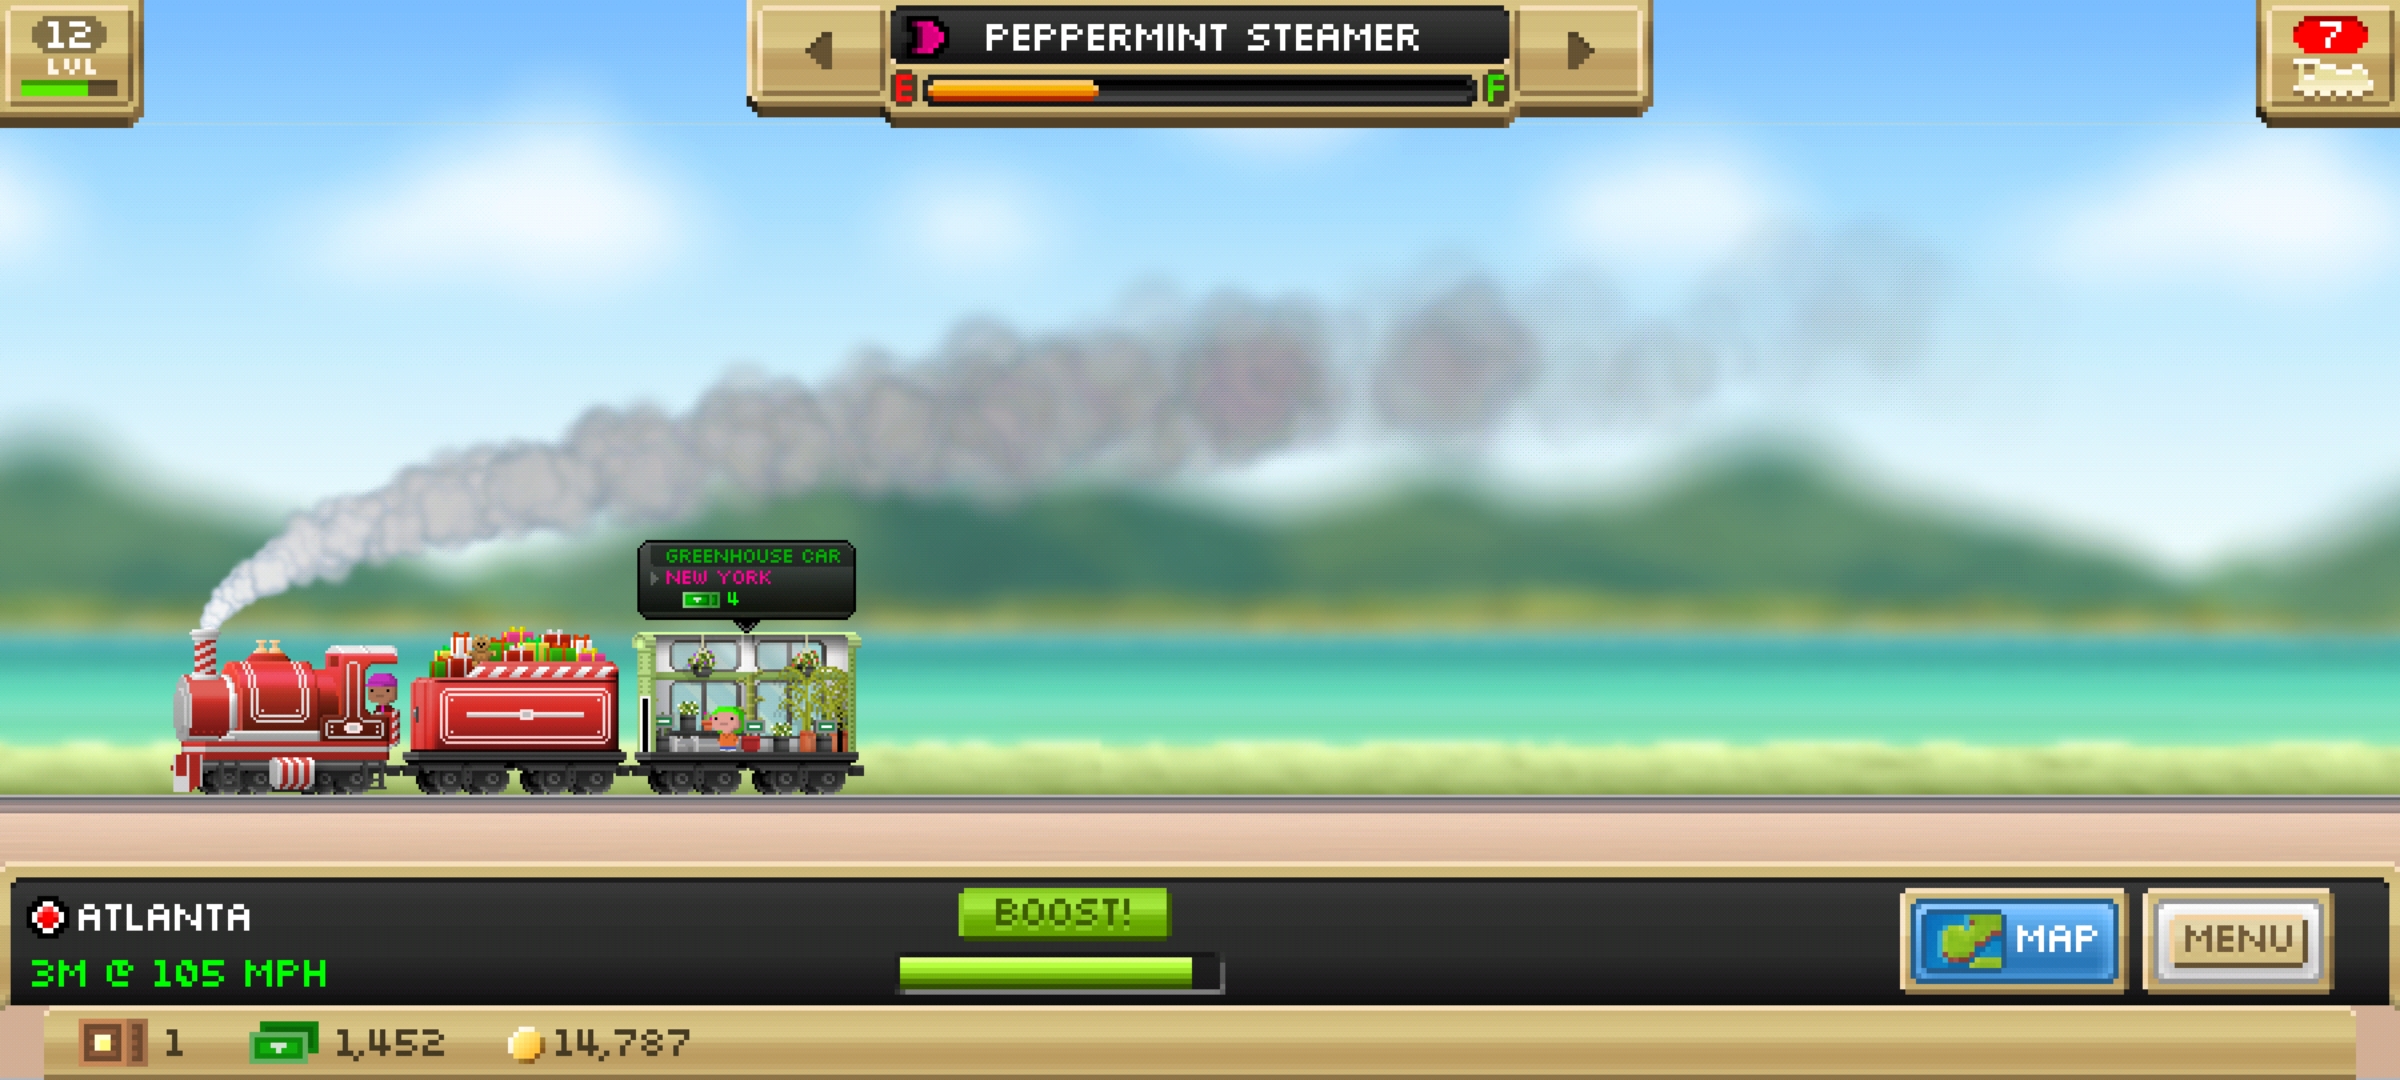 12
LVL
PEPPERMINT STEAMER
E F
7
GREENHOUSE CAR
NEW YORK
4
ATLANTA
3M @ 105 MPH
BOOST!
MAP
MENU
1
1,452
14,787